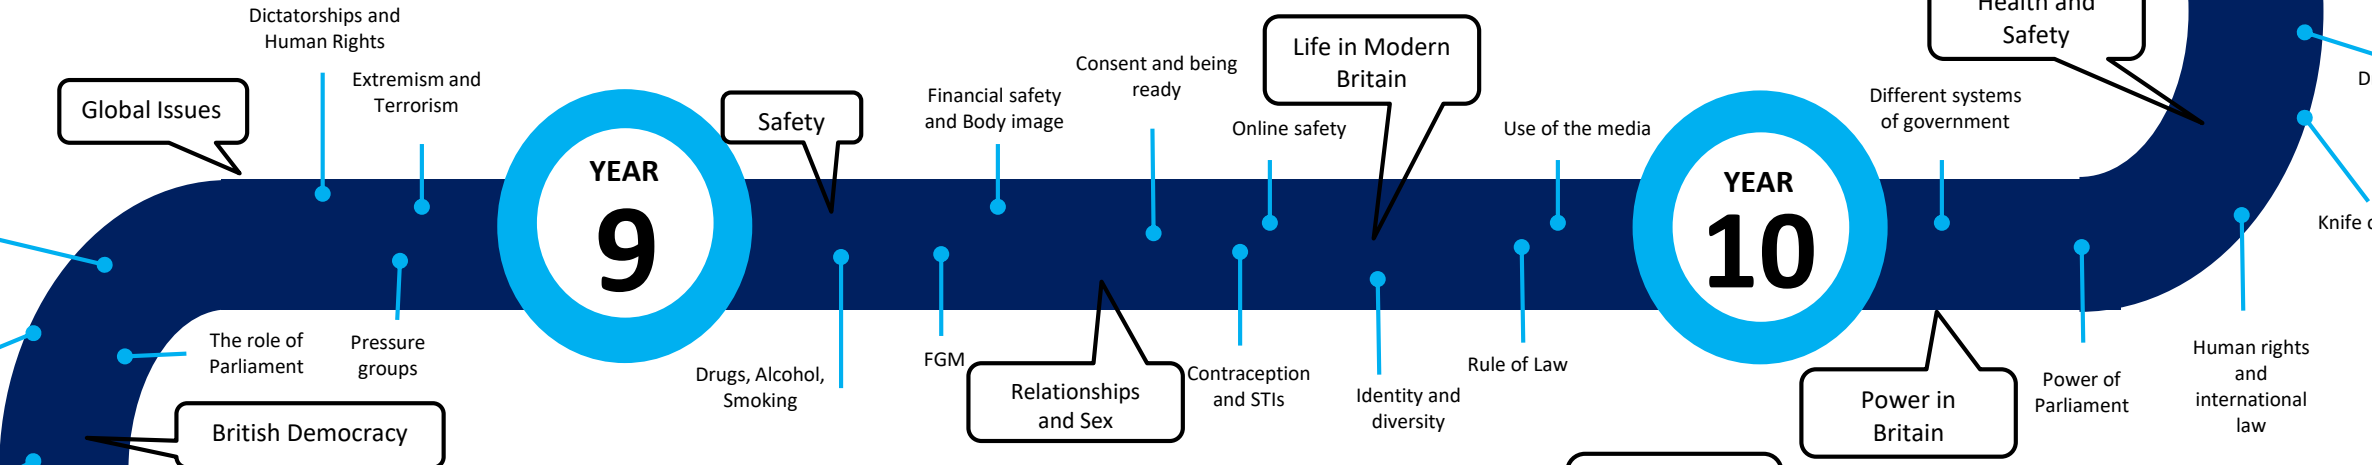 Dictatorships and
Human Rights
Extremism and
Terrorism
Global Issues
The role of
Parliament
Pressure
groups
British Democracy
YEAR
9
Safety
Drugs, Alcohol,
Smoking
FGM
Financial safety
and Body image
Consent and being
ready
Relationships
and Sex
Online safety
Contraception
and STIs
Life in Modern
Britain
Identity and
diversity
Use of the media
Rule of Law
YEAR
10
Different systems
of government
Power in
Britain
Power of
Parliament
Health and
Safety
Human rights
and
international
law
D
Knife